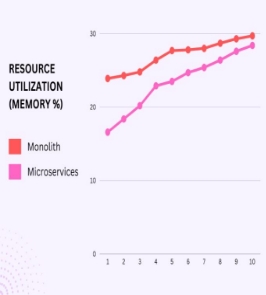 RESOURCE
UTILIZATION
(MEMORY %)
Monolith
Microservices
30
20
10
0
1 2 3 4 5 6 7 8 9 10